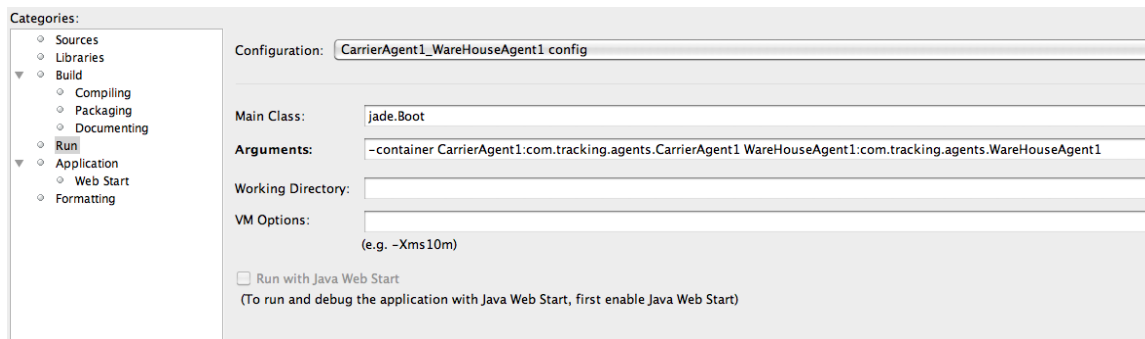 Categories:
Sources
Libraries
Build
Compiling
Packaging
Documenting
Run
Application
Web Start
Formatting
Configuration: CarrierAgent1_WareHouseAgent1 config
Main Class: jade.Boot
Arguments: -container CarrierAgent1:com.tracking.agents.CarrierAgent1 WareHouseAgent1:com.tracking.agents.WareHouseAgent1
Working Directory:
VM Options:
(e.g. -Xms10m)
Run with Java Web Start
(To run and debug the application with Java Web Start, first enable Java Web Start)